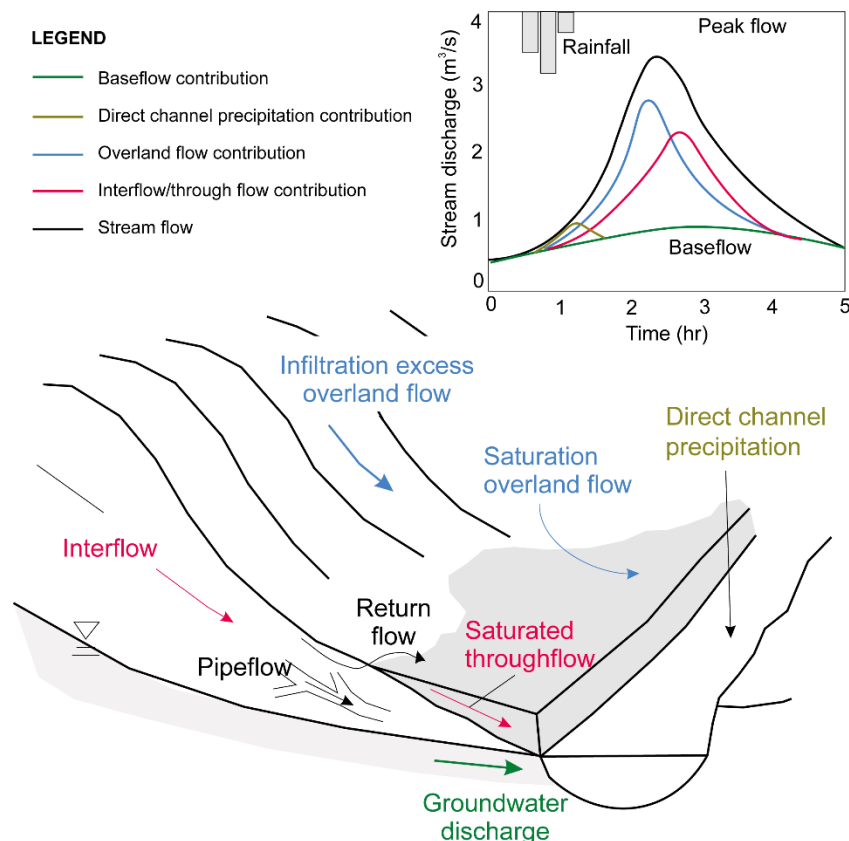 LEGEND
Baseflow contribution
Direct channel precipitation contribution
Overland flow contribution
Interflow/through flow contribution
Stream flow
Stream discharge (m³/s)
4
3
2
1
0
Rainfall
Peak flow
Baseflow
0
1
2
3
4
5
Time (hr)
Infiltration excess
overland flow
Direct channel
precipitation
Saturation
overland flow
Interflow
Return
flow
Saturated
throughflow
Pipeflow
Groundwater
discharge